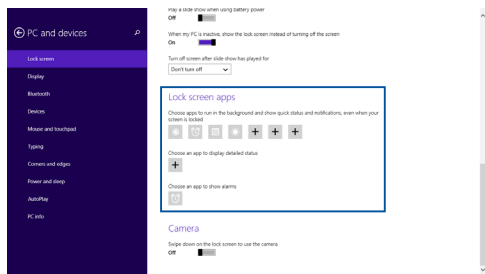 PC and devices
Lock screen
Display
Bluetooth
Devices
Mouse and touchpad
Typing
Corners and edges
Power and sleep
AutoPlay
PC info
Play a slide show when using battery power
Off
When my PC is inactive, show the lock screen instead of turning off the screen
On
Turn off screen after slide show has played for
Don't turn off
Lock screen apps
Choose apps to run in the background and show quick status and notifications, even when your
screen is locked
Choose an app to display detailed status
Choose an app to show alarms
Camera
Swipe down on the lock screen to use the camera
Off